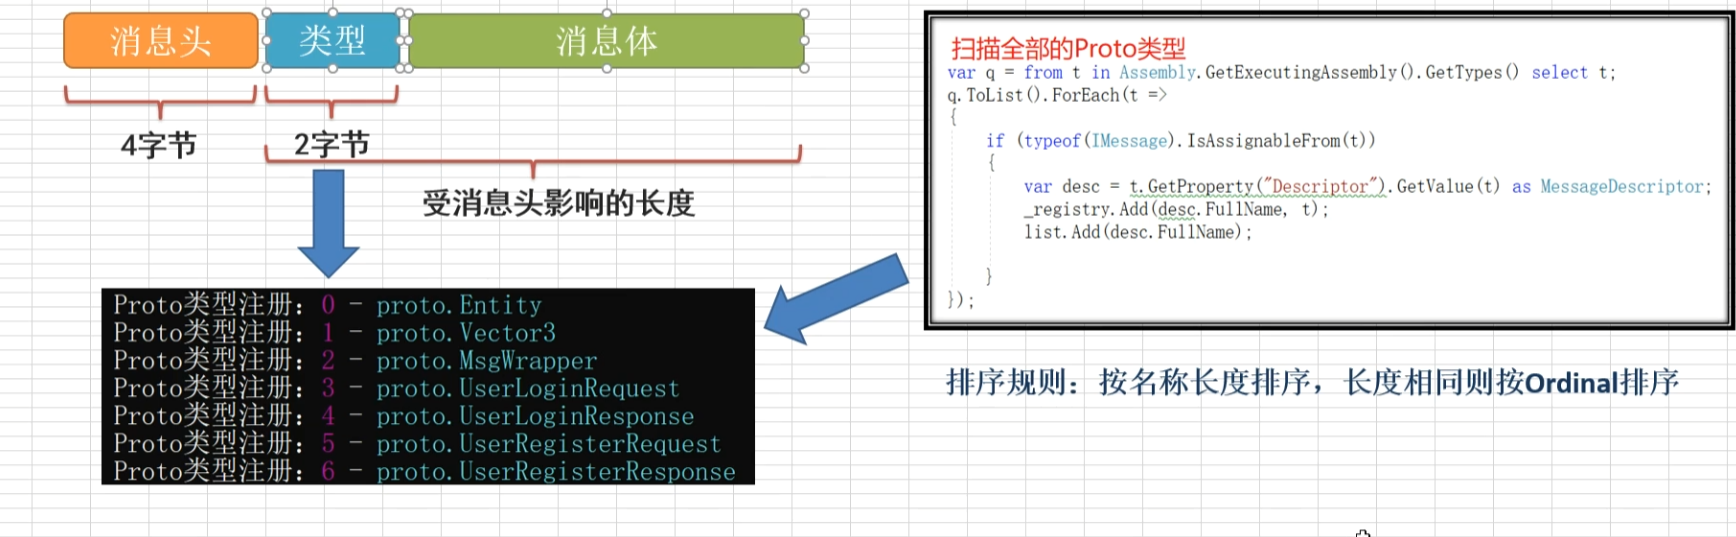 消息头 类型 消息体
4字节 2字节
受消息头影响的长度
Proto类型注册：0 - proto.Entity
Proto类型注册：1 - proto.Vector3
Proto类型注册：2 - proto.MsgWrapper
Proto类型注册：3 - proto.UserLoginRequest
Proto类型注册：4 - proto.UserLoginResponse
Proto类型注册：5 - proto.UserRegisterRequest
Proto类型注册：6 - proto.UserRegisterResponse
扫描全部的Proto类型
var q = from t in Assembly.GetExecutingAssembly().GetTypes() select t;
q.ToList().ForEach(t =>
{
if (typeof(IMessage).IsAssignableFrom(t))
{
var desc = t.GetProperty("Descriptor").GetValue(t) as MessageDescriptor;
_registry.Add(desc.FullName, t);
list.Add(desc.FullName);
}
});
排序规则：按名称长度排序，长度相同则按Ordinal排序